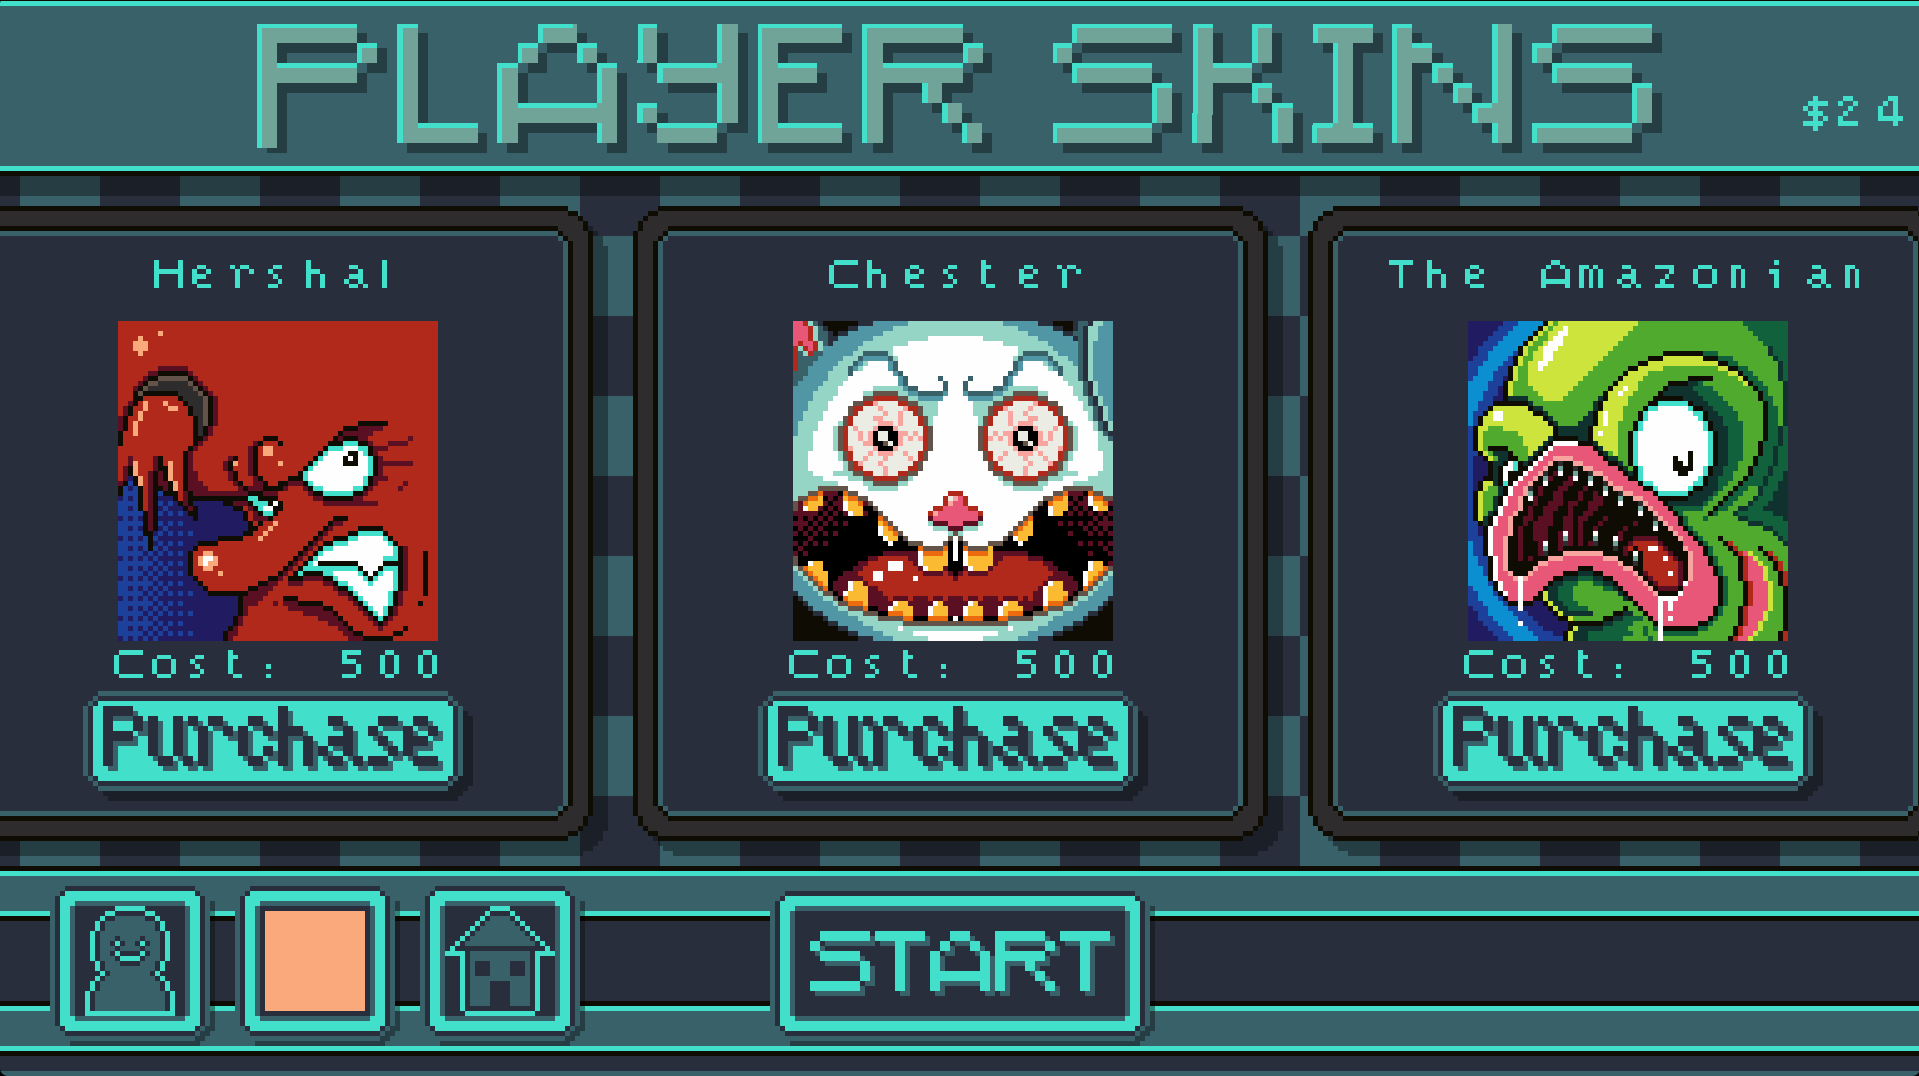 PLAYER SKINS
$24
Hershal
Chester
The Amazonian
Cost: 500
Cost: 500
Cost: 500
Purchase
Purchase
Purchase
START